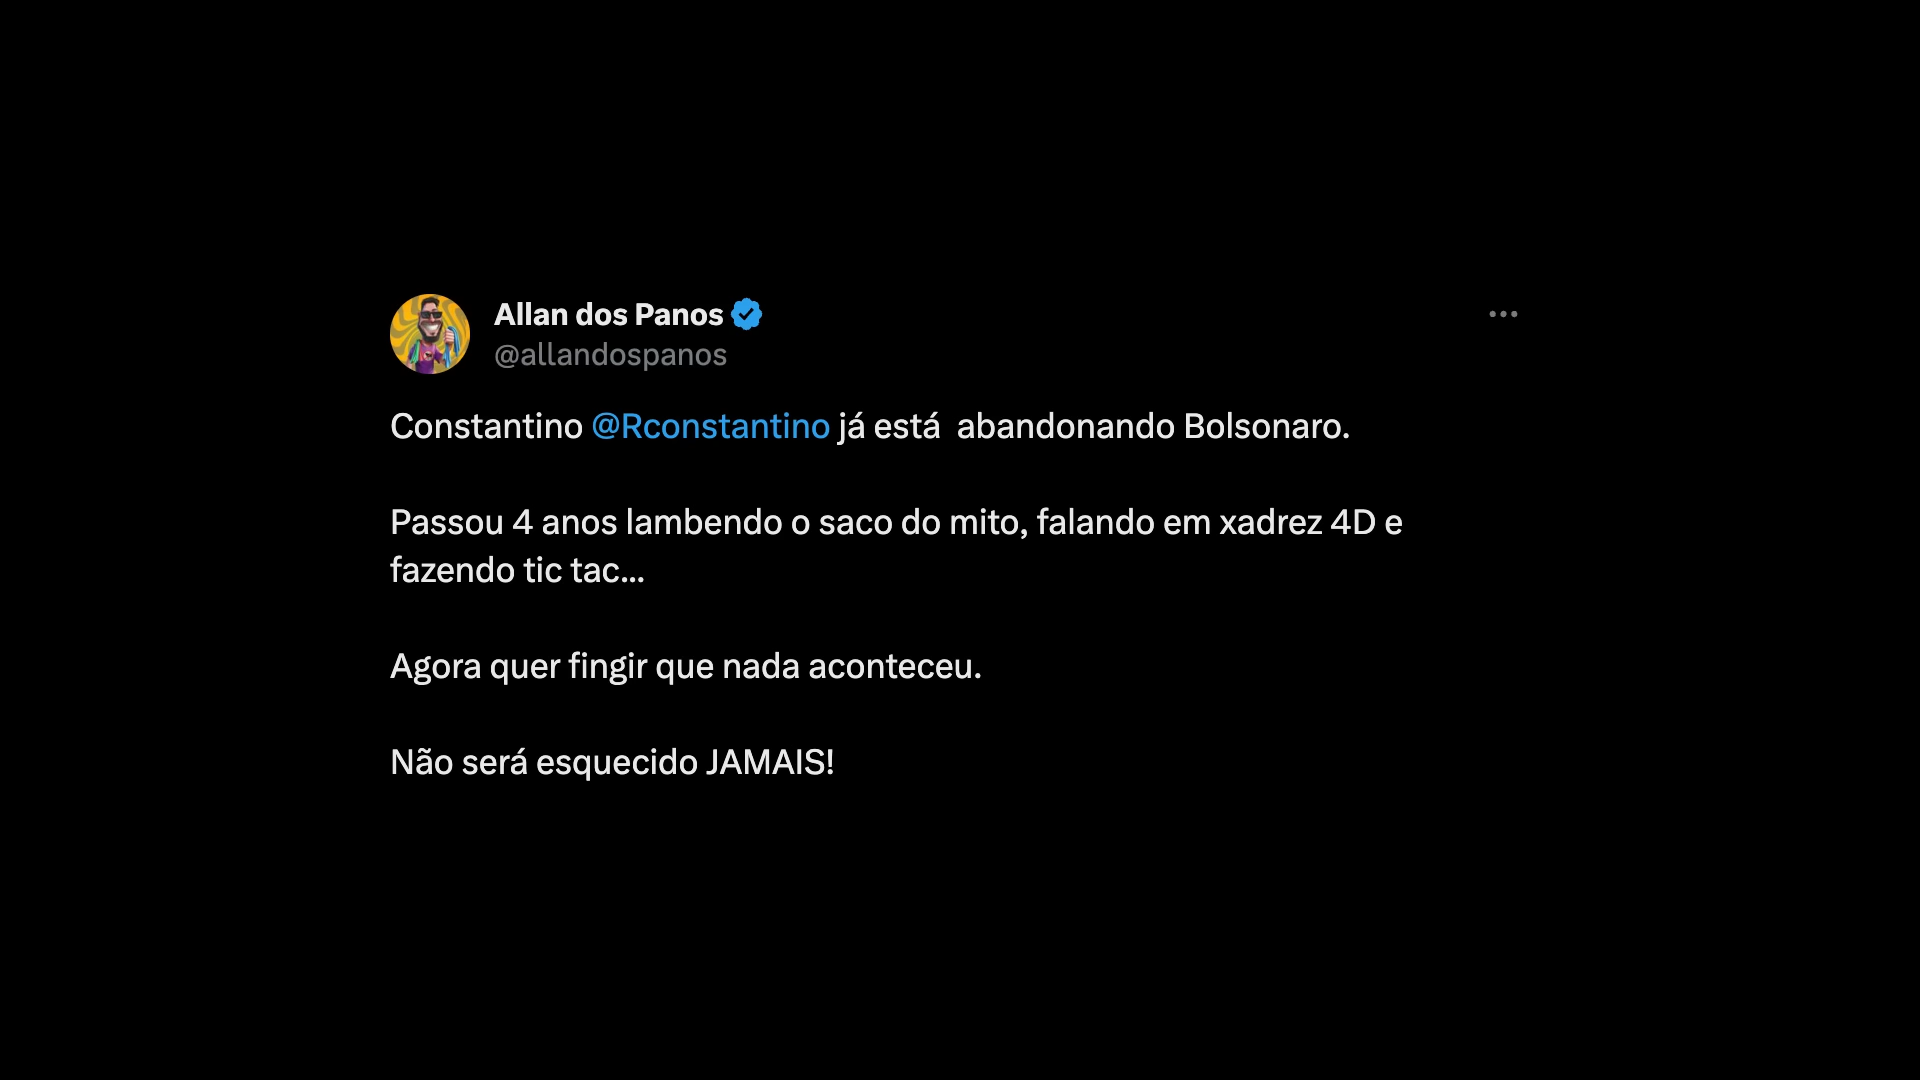 Allan dos Panos
@allandospanos
Constantino @Rconstantino já está  abandonando Bolsonaro.
Passou 4 anos lambendo o saco do mito, falando em xadrez 4D e
fazendo tic tac...
Agora quer fingir que nada aconteceu.
Não será esquecido JAMAIS!